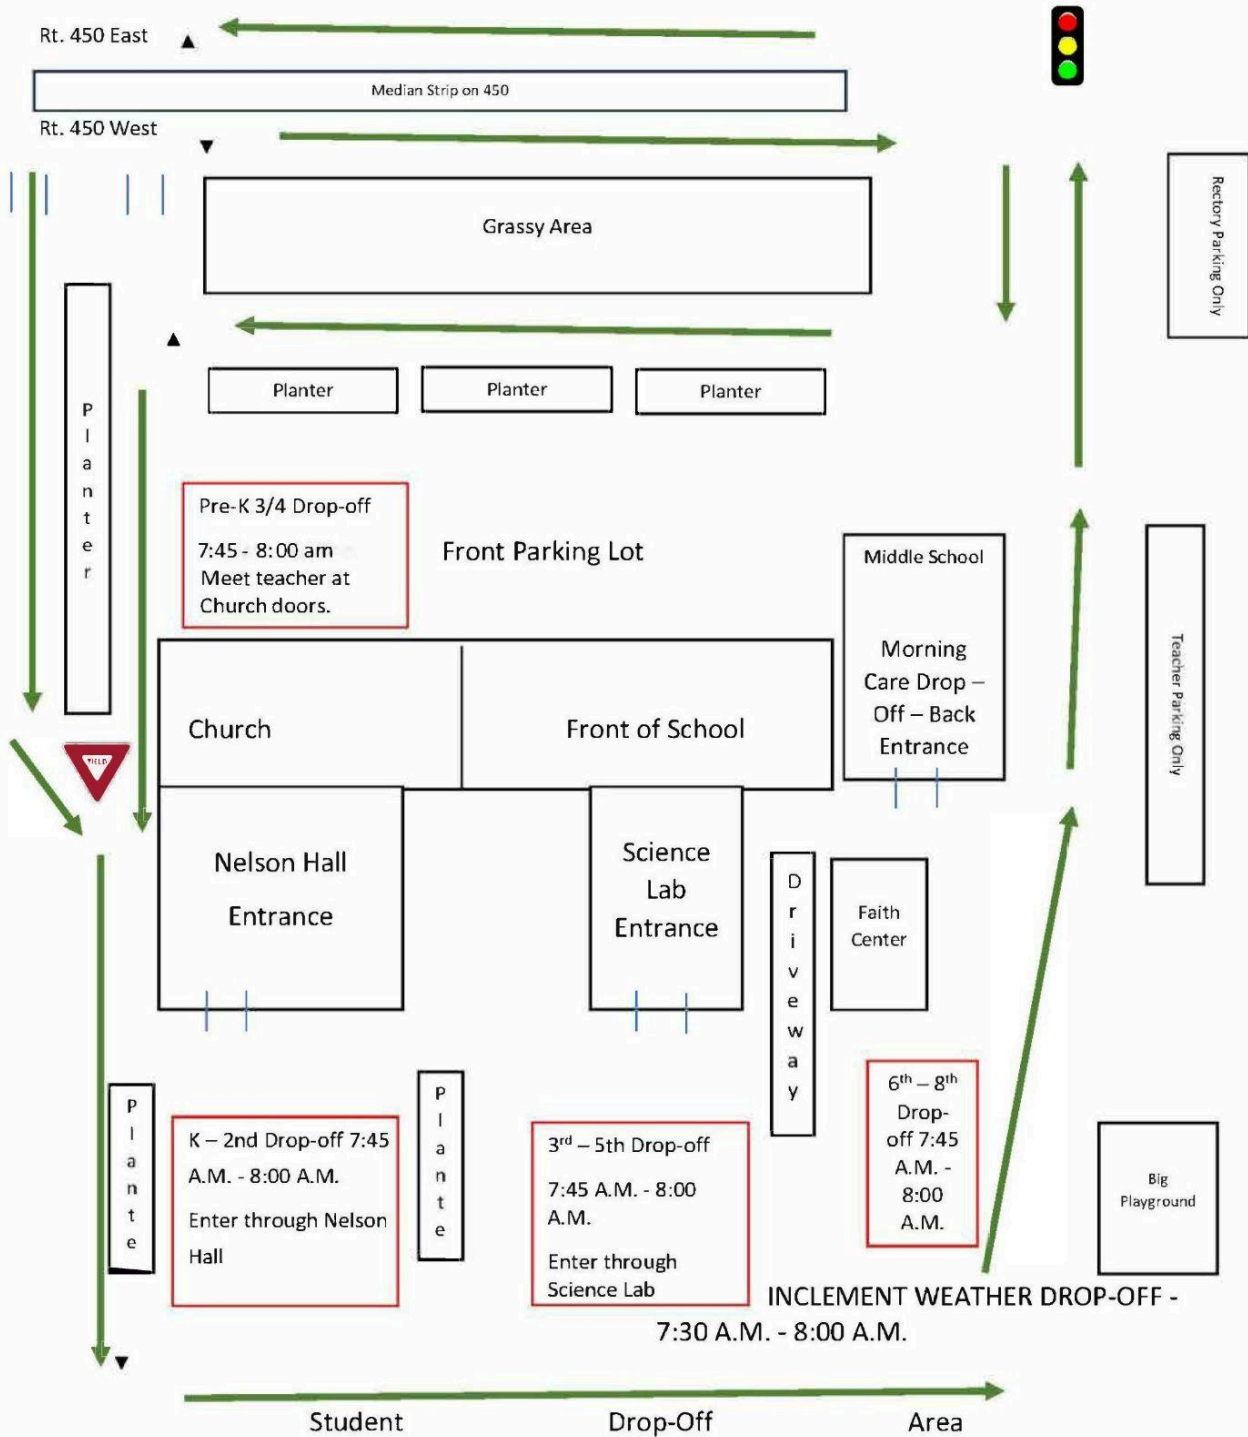 Rt. 450 East
Median Strip on 450
Rt. 450 West
Grassy Area
Rectory Parking Only
Planter
Planter
Planter
Planter
Pre-K 3/4 Drop-off
7:45 - 8:00 am
Meet teacher at
Church doors.
Front Parking Lot
Middle School
Morning
Care Drop –
Off – Back
Entrance
Teacher Parking Only
Church
Front of School
YIELD
Nelson Hall
Entrance
Science
Lab
Entrance
Driveway
Faith
Center
Plante
K – 2nd Drop-off 7:45
A.M. - 8:00 A.M.
Enter through Nelson
Hall
Plante
3rd – 5th Drop-off
7:45 A.M. - 8:00
A.M.
Enter through
Science Lab
6th – 8th
Drop-
off 7:45
A.M. -
8:00
A.M.
Big
Playground
INCLEMENT WEATHER DROP-OFF -
7:30 A.M. - 8:00 A.M.
Student Drop-Off Area